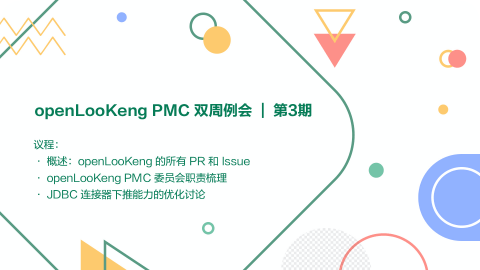 openLooKeng PMC 双周例会 | 第3期
议程：
· 概述：openLooKeng 的所有 PR 和 Issue
· openLooKeng PMC 委员会职责梳理
· JDBC 连接器下推能力的优化讨论